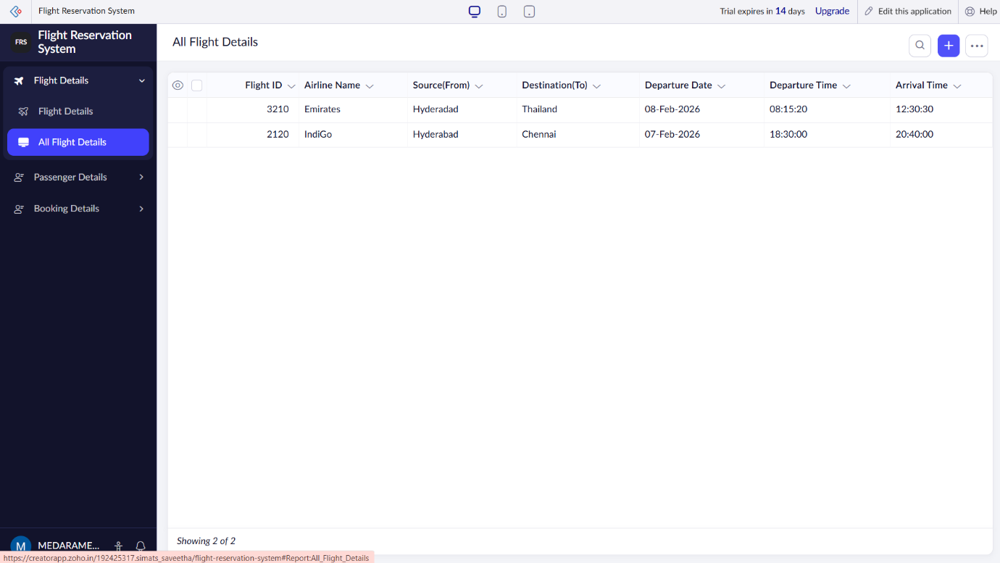 Flight Reservation System
Trial expires in 14 days Upgrade Edit this application Help
FRS Flight Reservation System
Flight Details
Flight Details
All Flight Details
Passenger Details
Booking Details
All Flight Details
Flight ID Airline Name Source(From) Destination(To) Departure Date Departure Time Arrival Time
3210 Emirates Hyderadad Thailand 08-Feb-2026 08:15:20 12:30:30
2120 IndiGo Hyderabad Chennai 07-Feb-2026 18:30:00 20:40:00
Showing 2 of 2
M MEDARAME...
https://creatorapp.zoho.in/192425317.simats_saveetha/flight-reservation-system#Report:All_Flight_Details